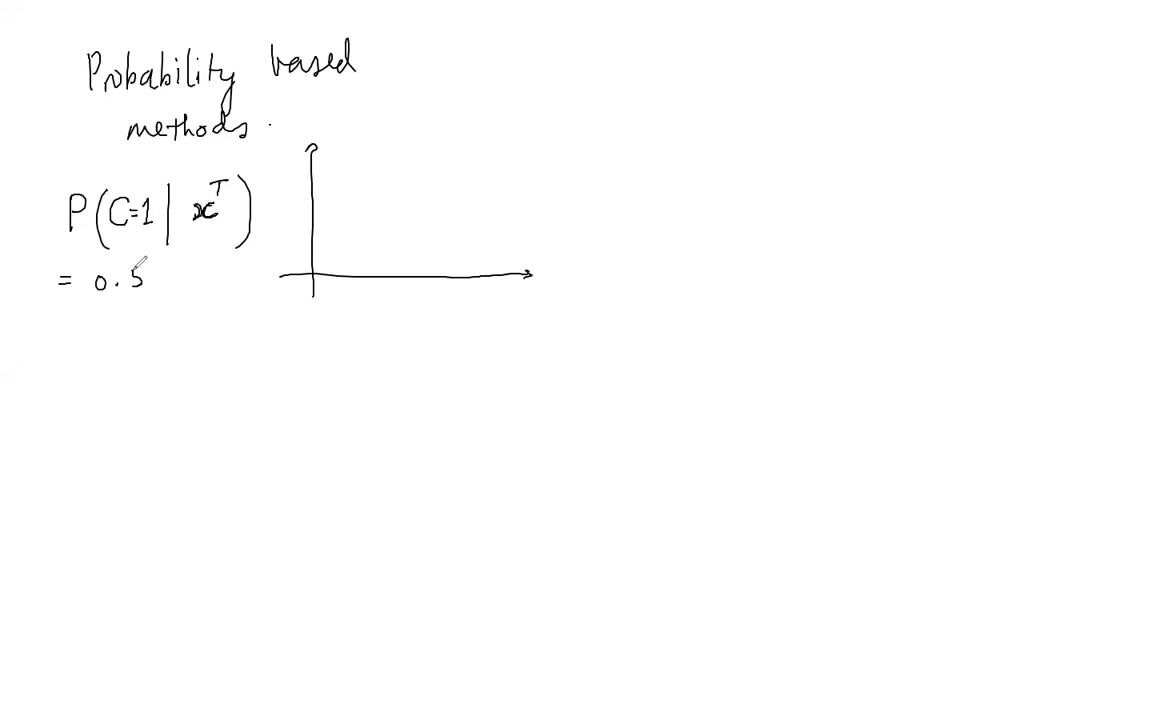 Probability based
methods.
P(C=1 | x^T)
= 0.5